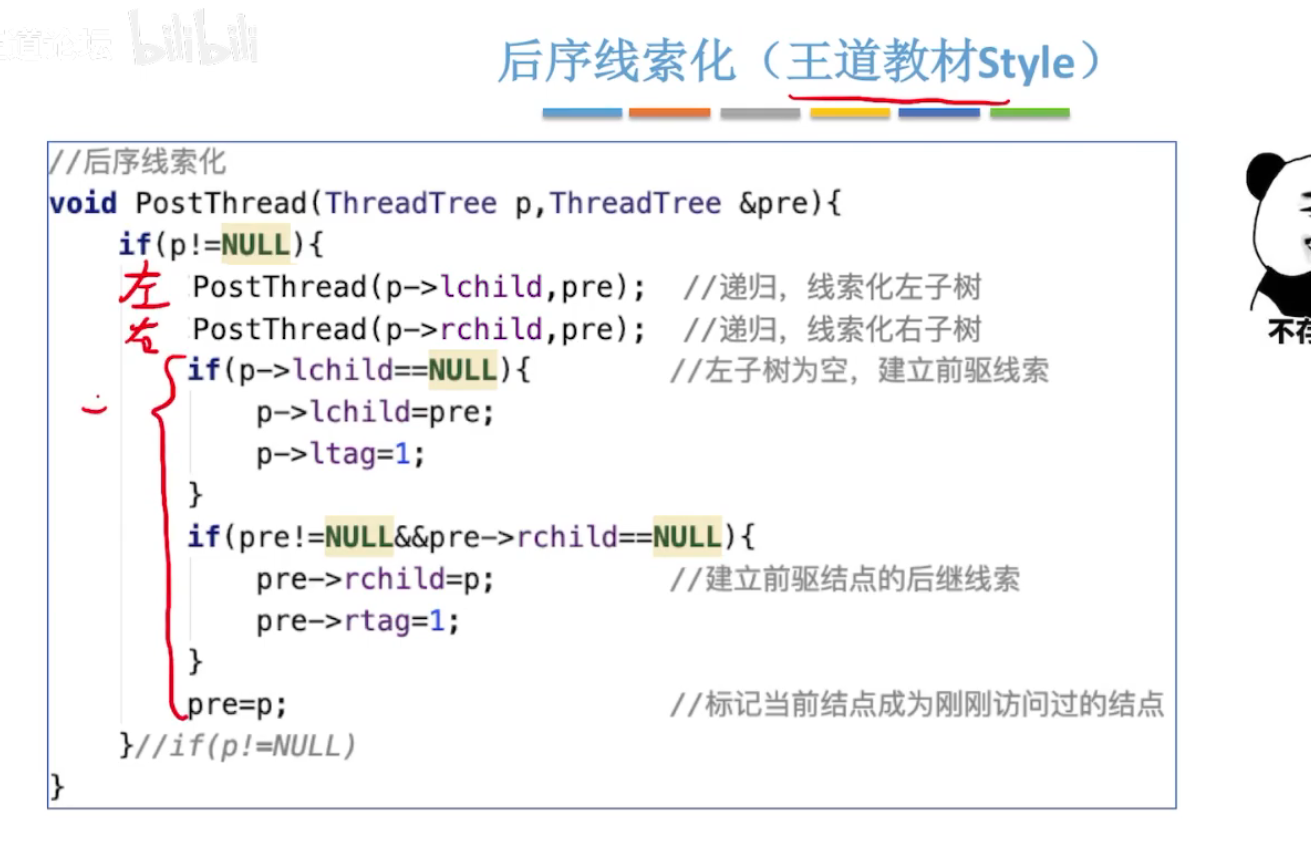 bilibili
后序线索化（王道教材Style）
//后序线索化
void PostThread(ThreadTree p,ThreadTree &pre){
if(p!=NULL){
左 PostThread(p->lchild,pre); //递归，线索化左子树
右 PostThread(p->rchild,pre); //递归，线索化右子树
if(p->lchild==NULL){ //左子树为空，建立前驱线索
p->lchild=pre;
p->ltag=1;
}
if(pre!=NULL&&pre->rchild==NULL){
pre->rchild=p; //建立前驱结点的后继线索
pre->rtag=1;
}
pre=p; //标记当前结点成为刚刚访问过的结点
}//if(p!=NULL)
}
不存